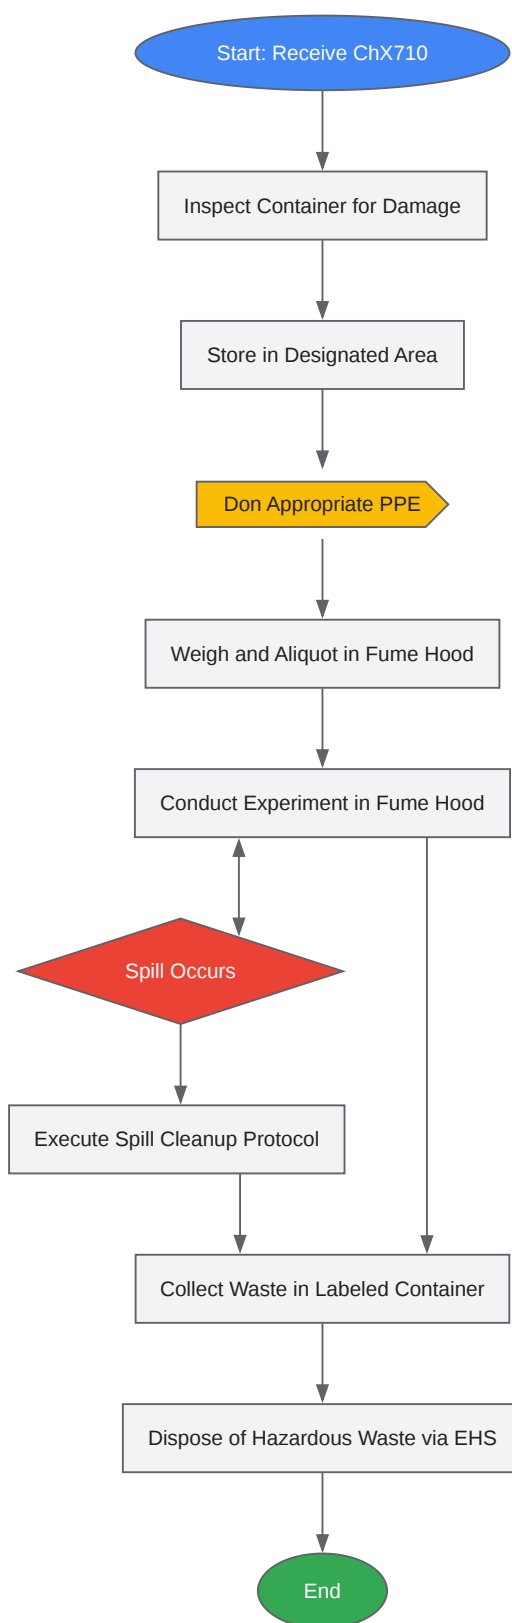 Start: Receive ChX710
Inspect Container for Damage
Store in Designated Area
Don Appropriate PPE
Weigh and Aliquot in Fume Hood
Conduct Experiment in Fume Hood
Spill Occurs
Execute Spill Cleanup Protocol
Collect Waste in Labeled Container
Dispose of Hazardous Waste via EHS
End